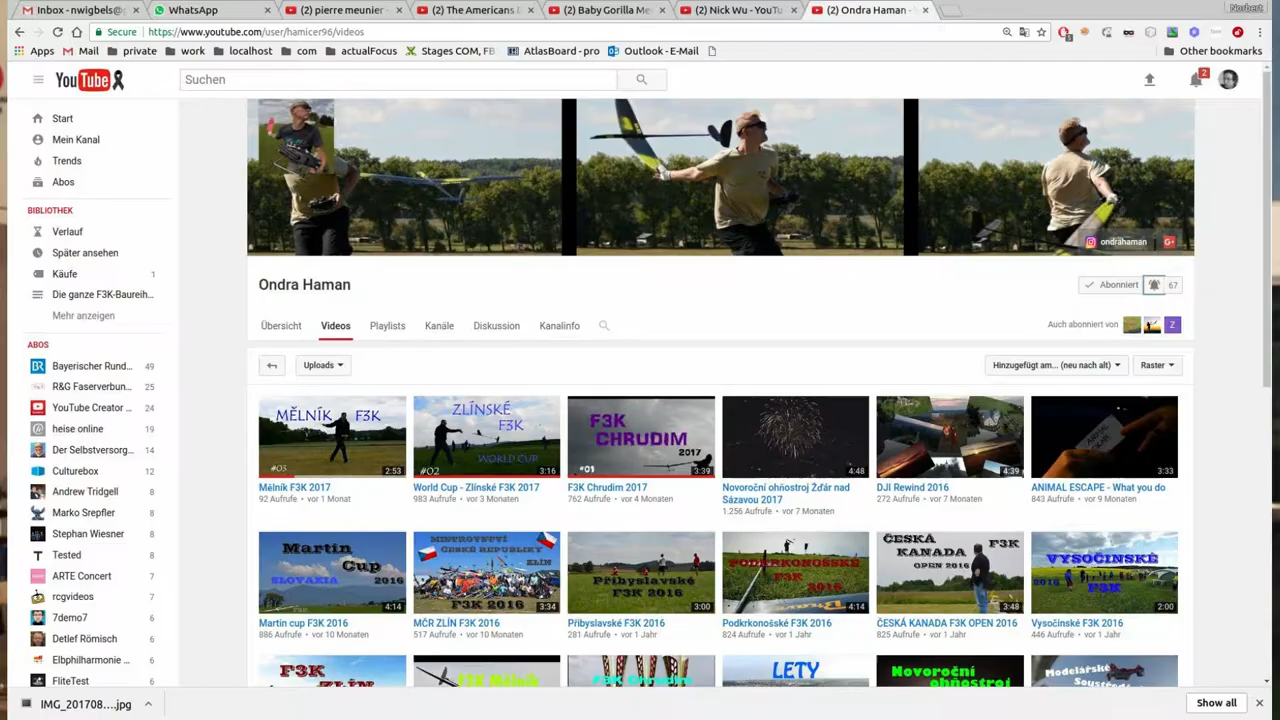 Norbert
Inbox - nwigbels@g
WhatsApp
(2) pierre meunier -
(2) The Americans
(2) Baby Gorilla Me
(2) Nick Wu - YouTu
(2) Ondra Haman -
Secure
https://www.youtube.com/user/hamicer96/videos
Apps
Mail
private
work
localhost
com
actualFocus
Stages COM, FB
AtlasBoard - pro
Outlook - E-Mail
Other bookmarks
YouTube
Suchen
2
Start
Mein Kanal
Trends
Abos
BIBLIOTHEK
Verlauf
Später ansehen
Käufe 1
Die ganze F3K-Baureih...
Mehr anzeigen
ABOS
Bayerischer Rund... 49
R&G Faserverbun... 25
YouTube Creator ... 24
heise online 19
Der Selbstversorg... 14
Culturebox 12
Andrew Tridgell 8
Marko Srepfler 8
Stephan Wiesner 8
Tested 8
ARTE Concert 7
rcgvideos 7
7demo7 6
Detlef Römisch 6
Elbphilharmonie ... 6
FliteTest 6
ondrahaman
Ondra Haman
Abonniert
67
Übersicht
Videos
Playlists
Kanäle
Diskussion
Kanalinfo
Auch abonniert von
Z
Uploads
Hinzugefügt am... (neu nach alt)
Raster
MĚLNÍK F3K
#03
2:53
ZLÍNSKÉ
F3K
WORLD CUP
#02
3:16
F3K
CHRUDIM
2017
#01
3:39
4:48
4:39
3:33
Mělník F3K 2017
92 Aufrufe • vor 1 Monat
World Cup - Zlínské F3K 2017
983 Aufrufe • vor 3 Monaten
F3K Chrudim 2017
762 Aufrufe • vor 4 Monaten
Novoroční ohňostroj Žďár nad
Sázavou 2017
1.256 Aufrufe • vor 7 Monaten
DJI Rewind 2016
272 Aufrufe • vor 7 Monaten
ANIMAL ESCAPE - What you do
843 Aufrufe • vor 9 Monaten
Martin
Cup
SLOVAKIA
2016
4:14
MISTROVSTVÍ
ČESKÉ REPUBLIKY
ZLÍN
F3K 2016
3:34
Přibyslavské
F3K 2016
3:00
PODKRKONOŠSKÉ
F3K 2016
4:14
ČESKÁ
KANADA
OPEN 2016
F3K
3:48
VYSOČINSKÉ
2016
F3K
2:00
Martin cup F3K 2016
886 Aufrufe • vor 10 Monaten
MČR ZLÍN F3K 2016
517 Aufrufe • vor 10 Monaten
Přibyslavské F3K 2016
281 Aufrufe • vor 1 Jahr
Podkrkonošské F3K 2016
824 Aufrufe • vor 1 Jahr
ČESKÁ KANADA F3K OPEN 2016
825 Aufrufe • vor 1 Jahr
Vysočinské F3K 2016
446 Aufrufe • vor 1 Jahr
F3K
ZLÍN
F3K Mělník
F3K Chrudim
LETY
Novoroční
ohňostroj
Modelářské
IMG_201708....jpg
Show all